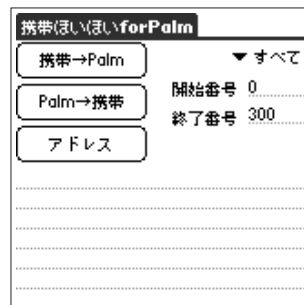 携帯ほいほいforPalm
携帯→Palm
▼ すべて
Palm→携帯
開始番号 0
終了番号 300
アドレス